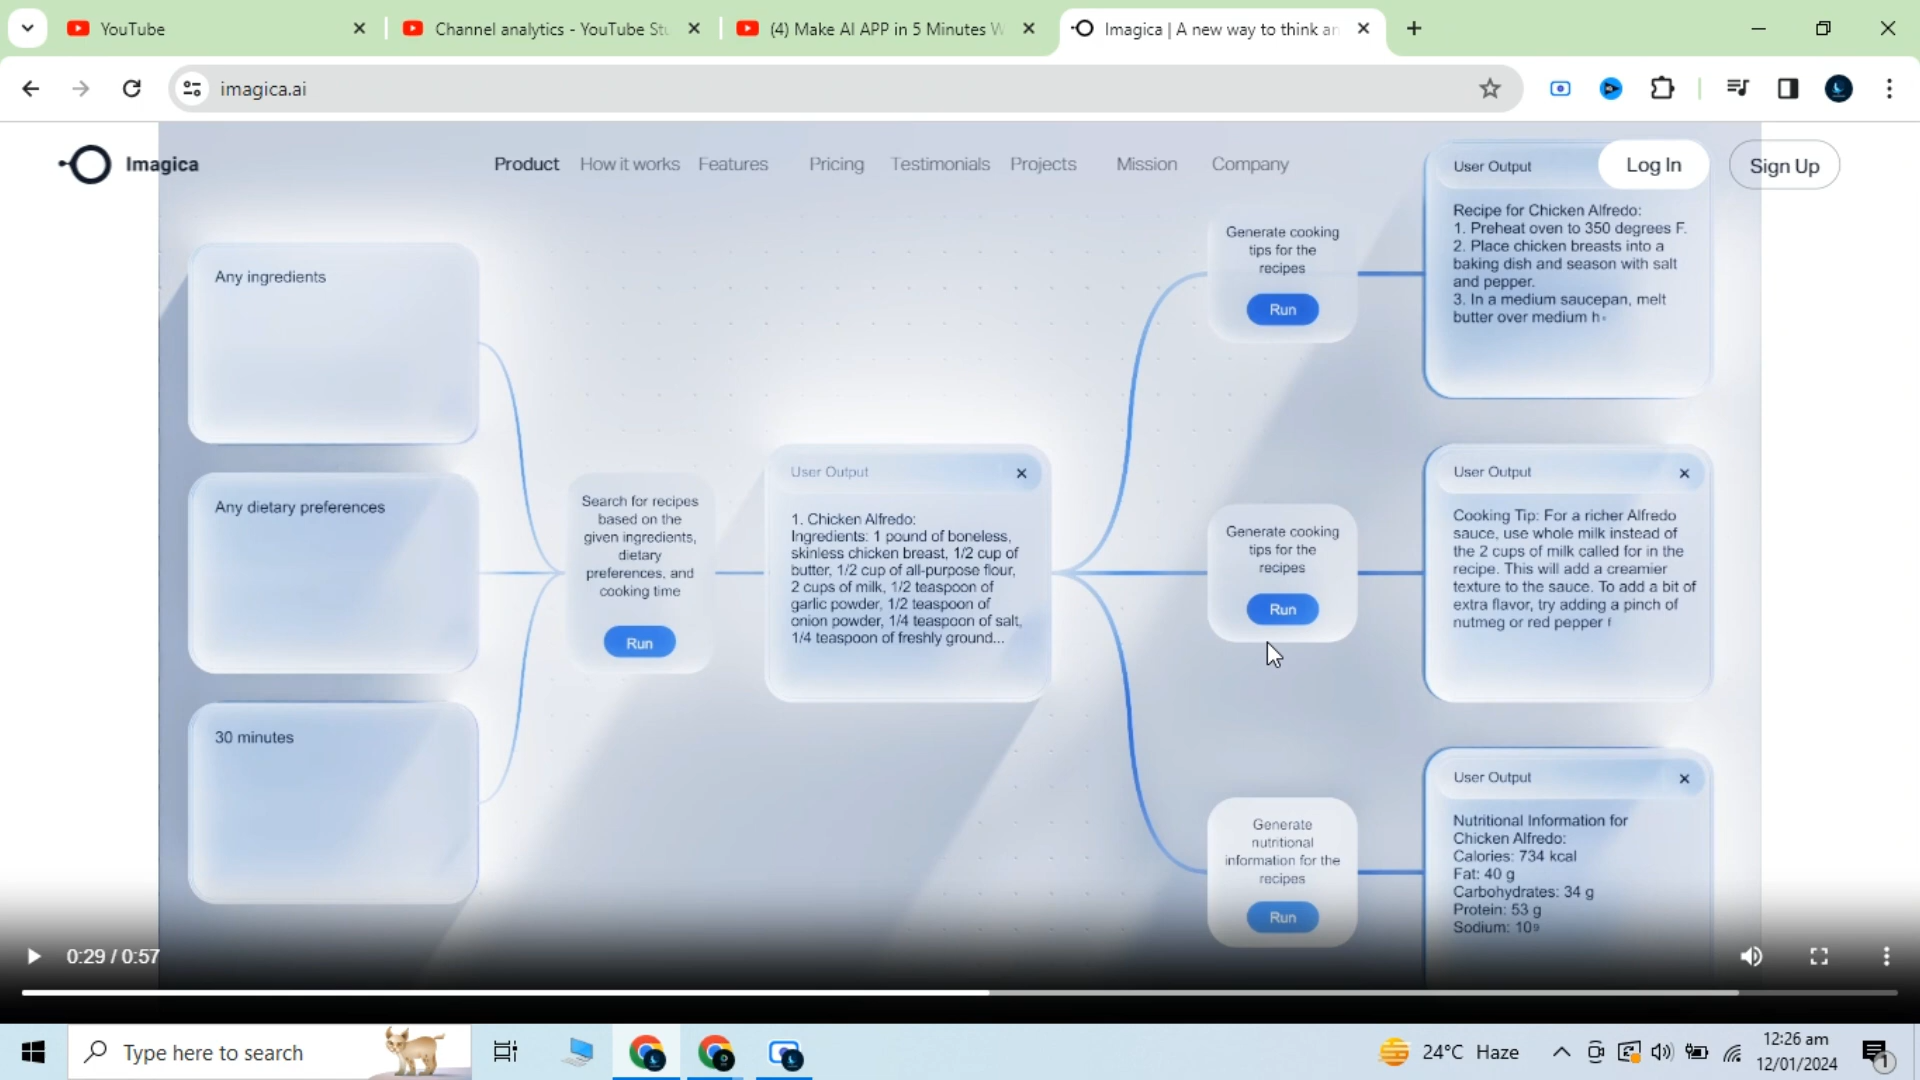 YouTube
Channel analytics - YouTube Stu
(4) Make AI APP in 5 Minutes W
Imagica | A new way to think an
imagica.ai
Imagica
Product
How it works
Features
Pricing
Testimonials
Projects
Mission
Company
Log In
Sign Up
Any ingredients
Any dietary preferences
30 minutes
Search for recipes
based on the
given ingredients,
dietary
preferences, and
cooking time
Run
User Output
1. Chicken Alfredo:
Ingredients: 1 pound of boneless,
skinless chicken breast, 1/2 cup of
butter, 1/2 cup of all-purpose flour,
2 cups of milk, 1/2 teaspoon of
garlic powder, 1/2 teaspoon of
onion powder, 1/4 teaspoon of salt,
1/4 teaspoon of freshly ground...
Generate cooking
tips for the
recipes
Run
User Output
Recipe for Chicken Alfredo:
1. Preheat oven to 350 degrees F.
2. Place chicken breasts into a
baking dish and season with salt
and pepper.
3. In a medium saucepan, melt
butter over medium h
Generate cooking
tips for the
recipes
Run
User Output
Cooking Tip: For a richer Alfredo
sauce, use whole milk instead of
the 2 cups of milk called for in the
recipe. This will add a creamier
texture to the sauce. To add a bit of
extra flavor, try adding a pinch of
nutmeg or red pepper f
Generate
nutritional
information for the
recipes
Run
User Output
Nutritional Information for
Chicken Alfredo:
Calories: 734 kcal
Fat: 40 g
Carbohydrates: 34 g
Protein: 53 g
Sodium: 109
0:29 / 0:57
Type here to search
24°C Haze
12:26 am
12/01/2024
1